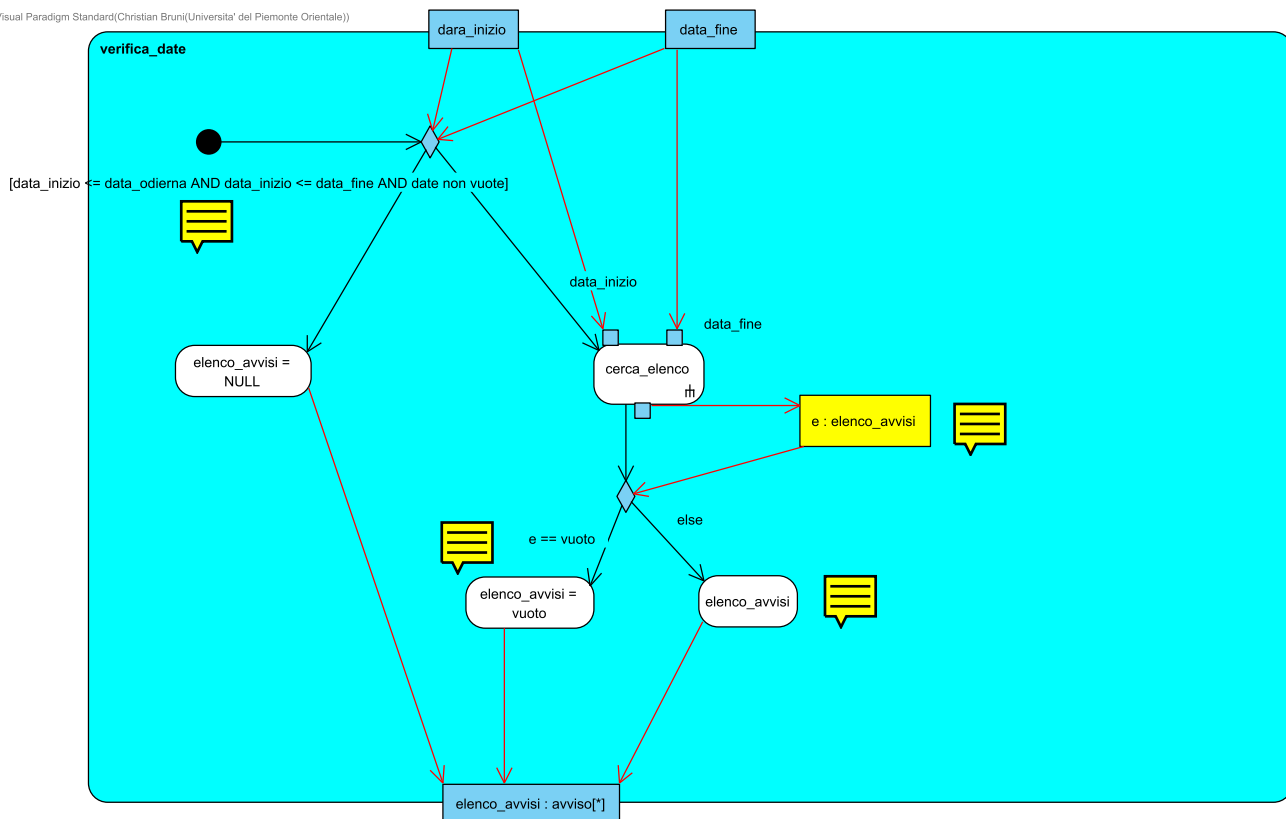 Visual Paradigm Standard(Christian Bruni(Universita' del Piemonte Orientale))
dara_inizio
data_fine
verifica_date
[data_inizio <= data_odierna AND data_inizio <= data_fine AND date non vuote]
data_inizio
data_fine
elenco_avvisi =
NULL
cerca_elenco
e : elenco_avvisi
else
e == vuoto
elenco_avvisi =
vuoto
elenco_avvisi
elenco_avvisi : avviso[*]